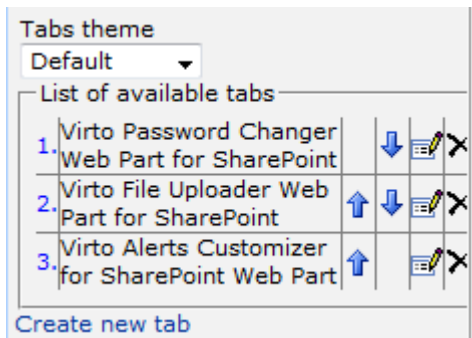 Tabs theme
Default
List of available tabs
1. Virto Password Changer
Web Part for SharePoint
2. Virto File Uploader Web
Part for SharePoint
3. Virto Alerts Customizer
for SharePoint Web Part
Create new tab